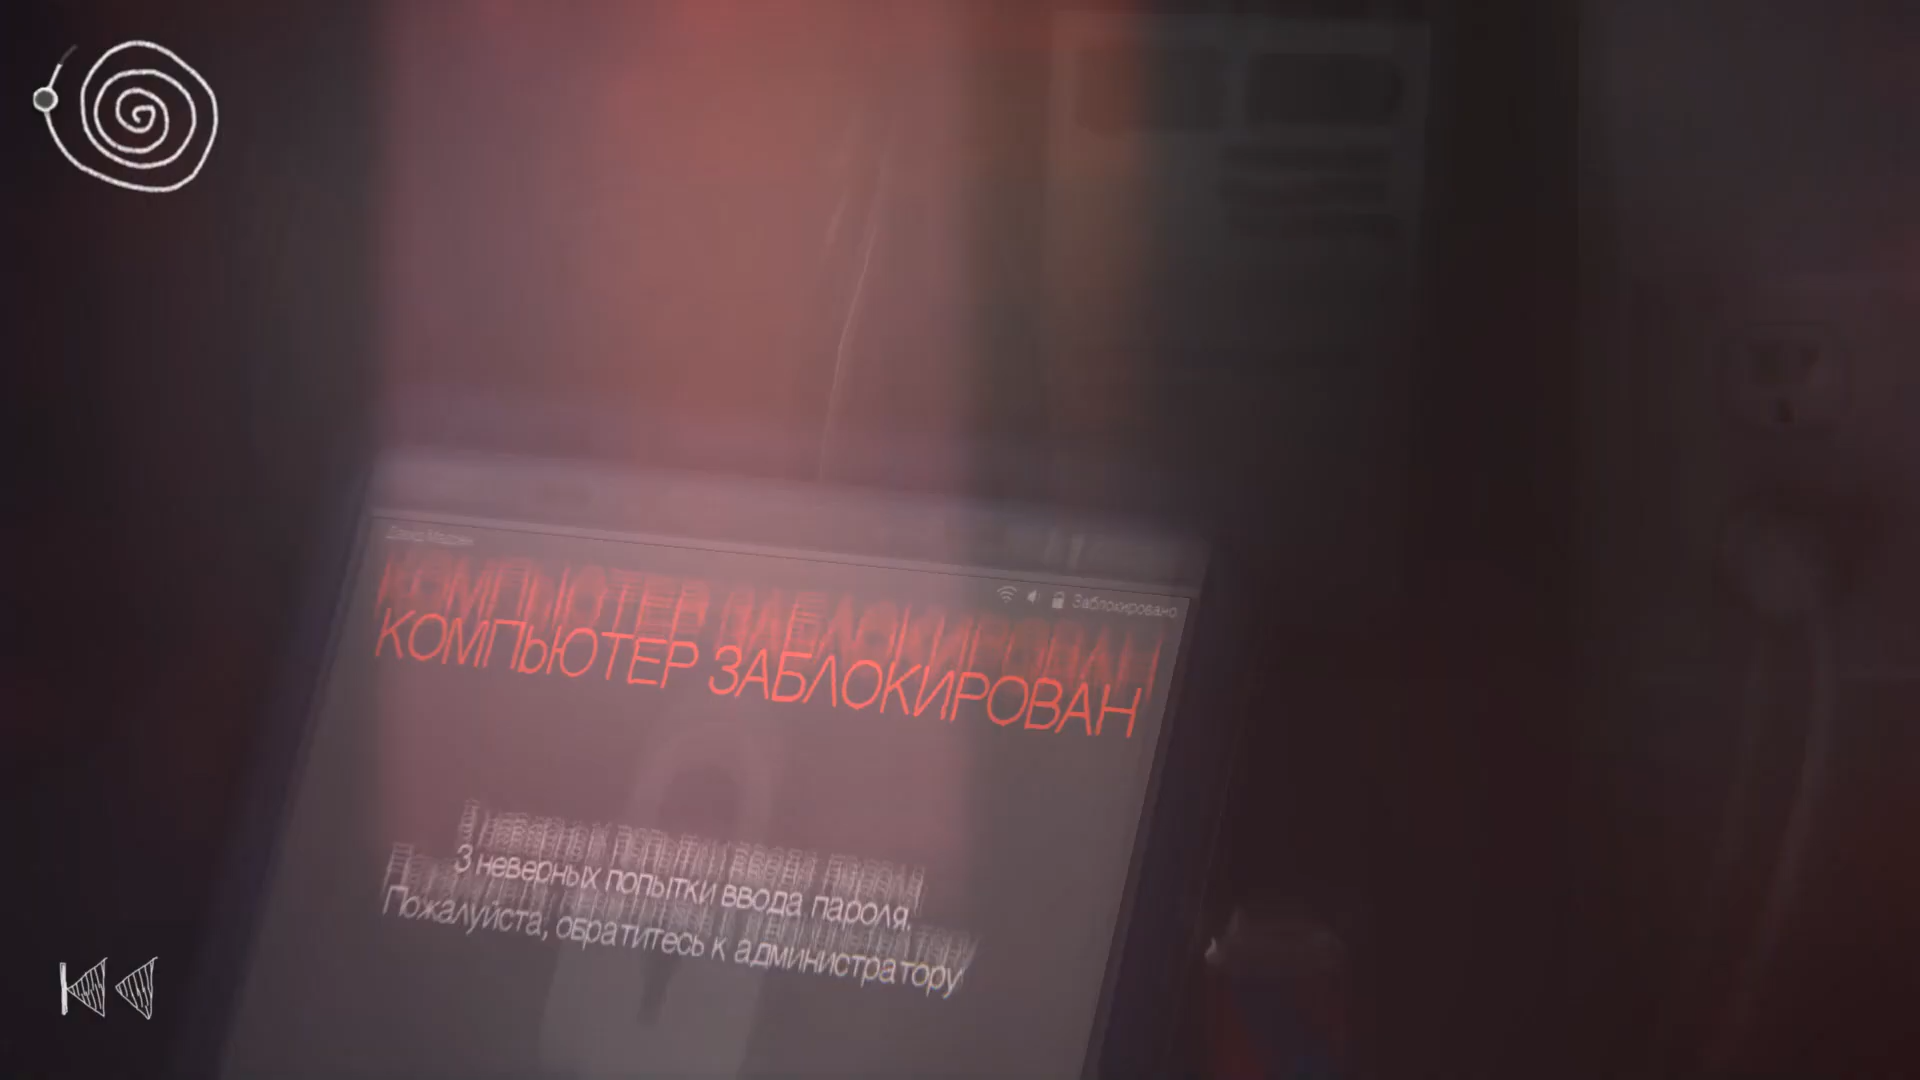 Заблокировано
КОМПЬЮТЕР ЗАБЛОКИРОВАН
3 неверных попытки ввода пароля.
Пожалуйста, обратитесь к администратору